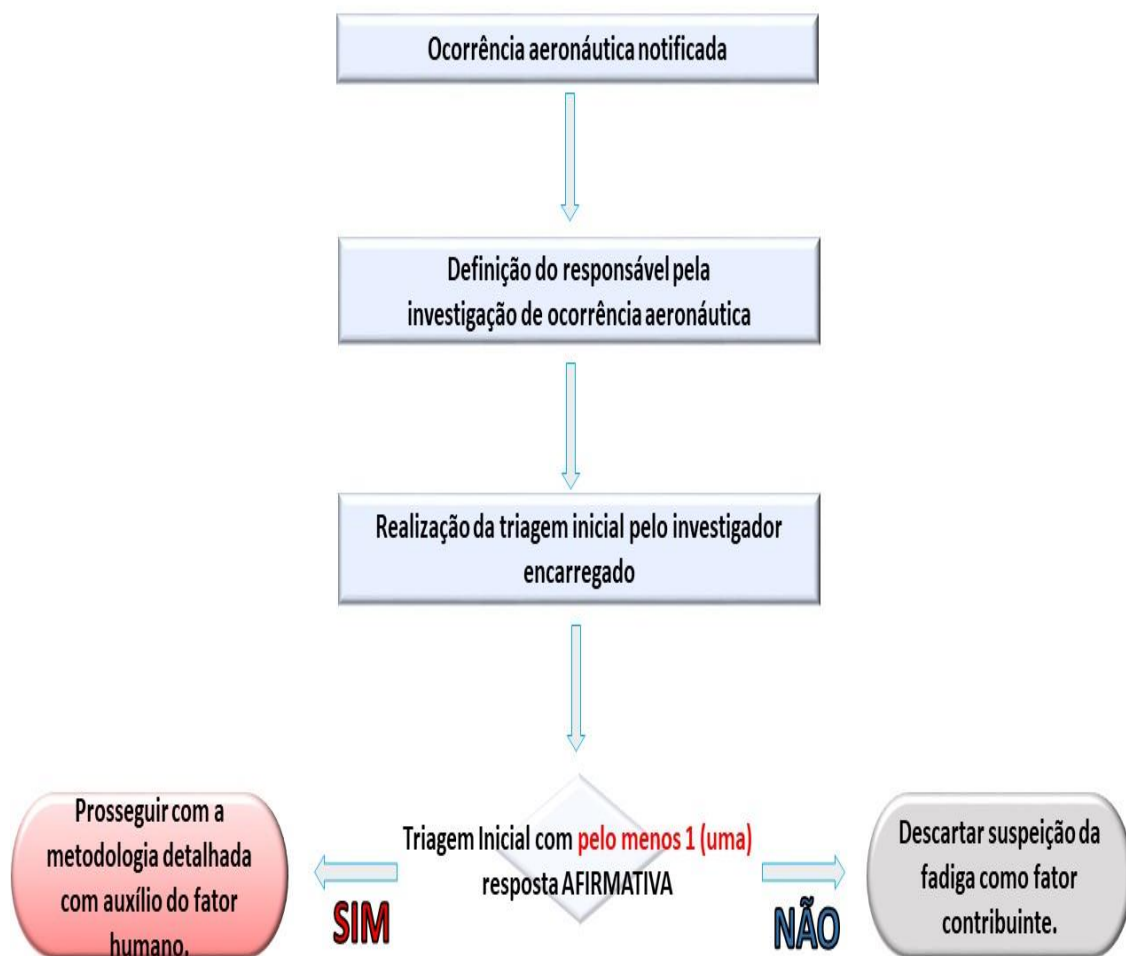 Ocorrência aeronáutica notificada
Definição do responsável pela
investigação de ocorrência aeronáutica
Realização da triagem inicial pelo investigador
encarregado
Triagem Inicial com pelo menos 1 (uma)
resposta AFIRMATIVA
SIM
NÃO
Prosseguir com a
metodologia detalhada
com auxílio do fator
humano.
Descartar suspeição da
fadiga como fator
contribuinte.